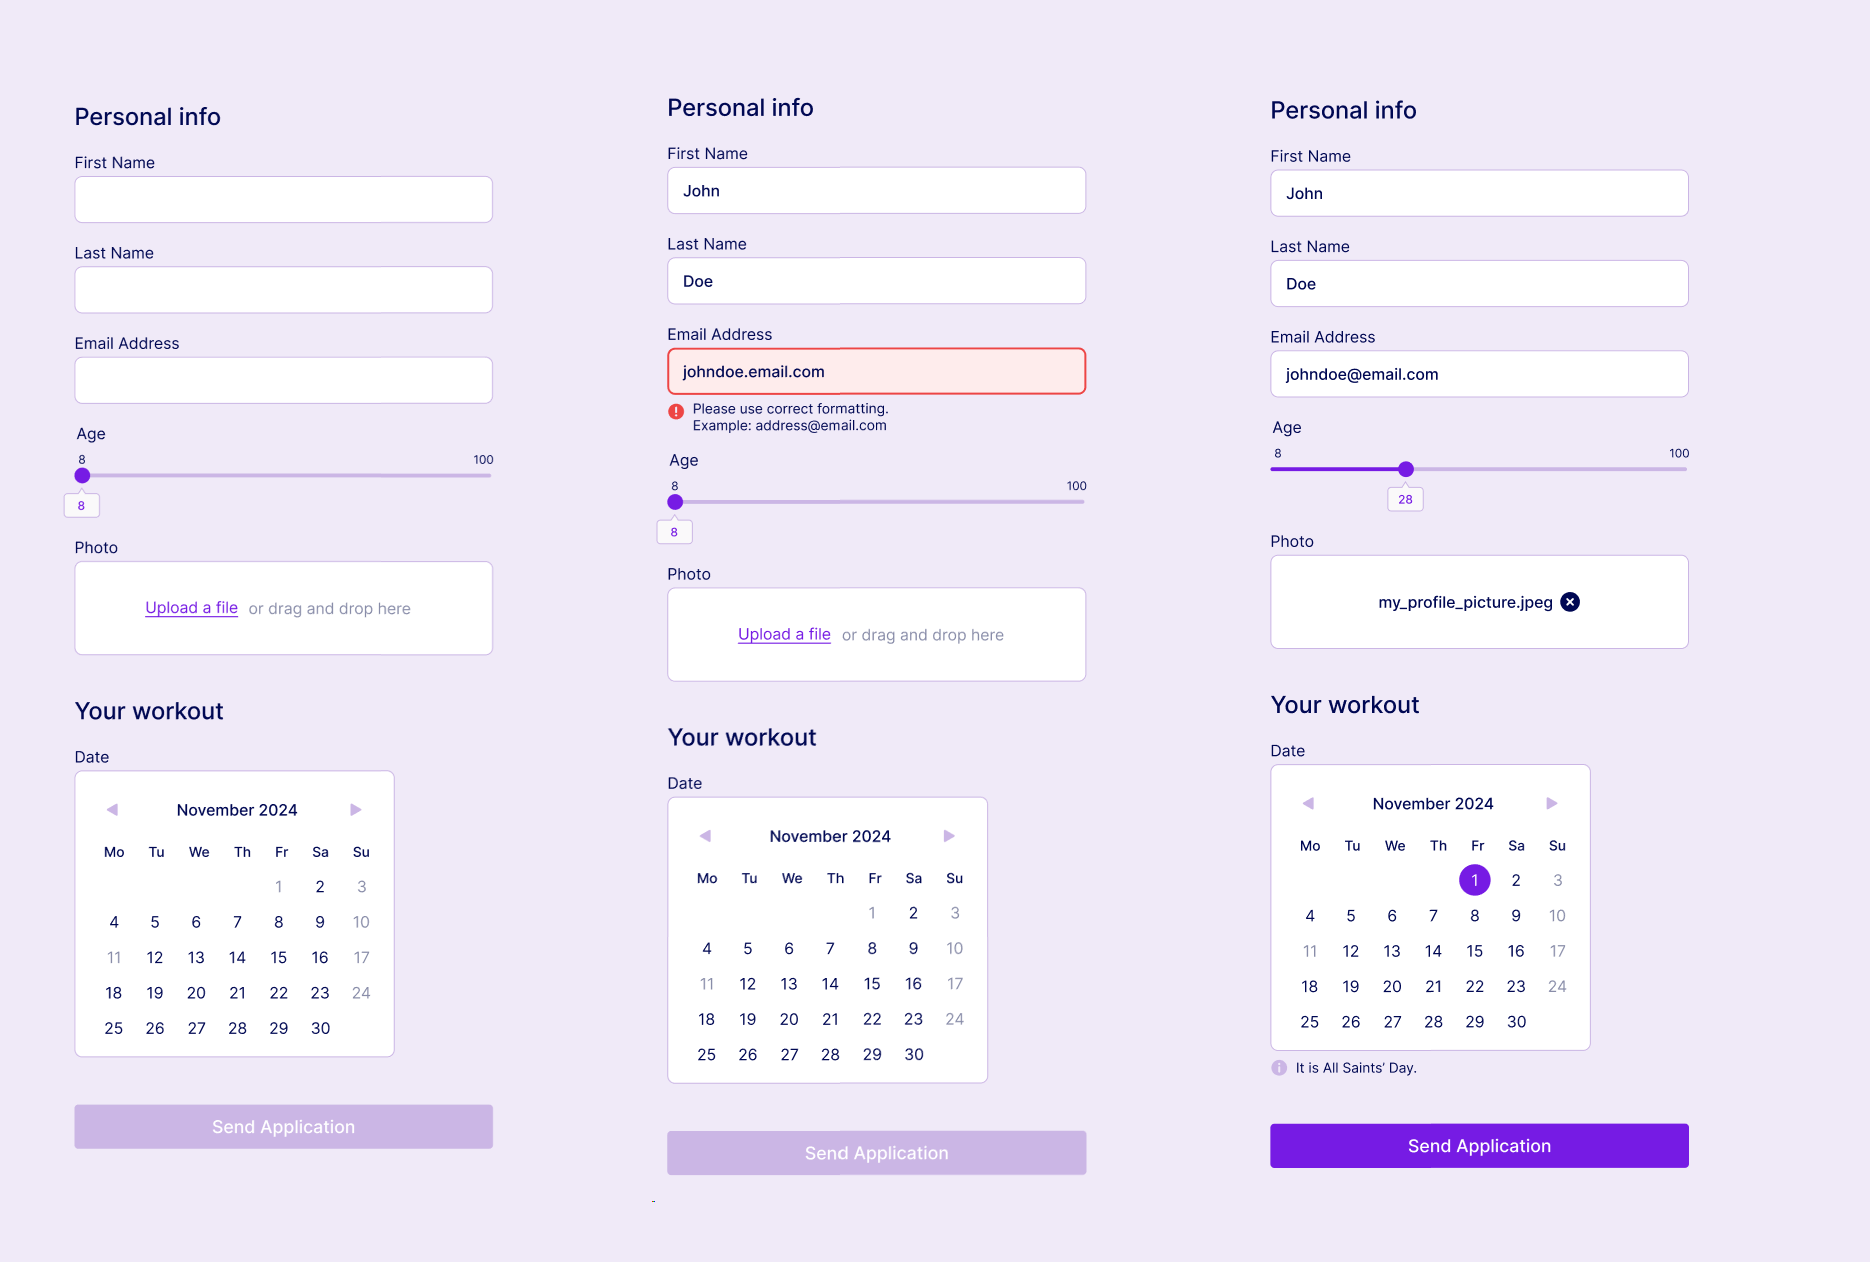 Personal info
First Name
Last Name
Email Address
Age
8 100
8
Photo
Upload a file or drag and drop here
Your workout
Date
November 2024
Mo Tu We Th Fr Sa Su
1 2 3
4 5 6 7 8 9 10
11 12 13 14 15 16 17
18 19 20 21 22 23 24
25 26 27 28 29 30
Send Application
Personal info
First Name
John
Last Name
Doe
Email Address
johndoe.email.com
Please use correct formatting.
Example: address@email.com
Age
8 100
8
Photo
Upload a file or drag and drop here
Your workout
Date
November 2024
Mo Tu We Th Fr Sa Su
1 2 3
4 5 6 7 8 9 10
11 12 13 14 15 16 17
18 19 20 21 22 23 24
25 26 27 28 29 30
Send Application
Personal info
First Name
John
Last Name
Doe
Email Address
johndoe@email.com
Age
8 100
28
Photo
my_profile_picture.jpeg
Your workout
Date
November 2024
Mo Tu We Th Fr Sa Su
1 2 3
4 5 6 7 8 9 10
11 12 13 14 15 16 17
18 19 20 21 22 23 24
25 26 27 28 29 30
It is All Saints’ Day.
Send Application